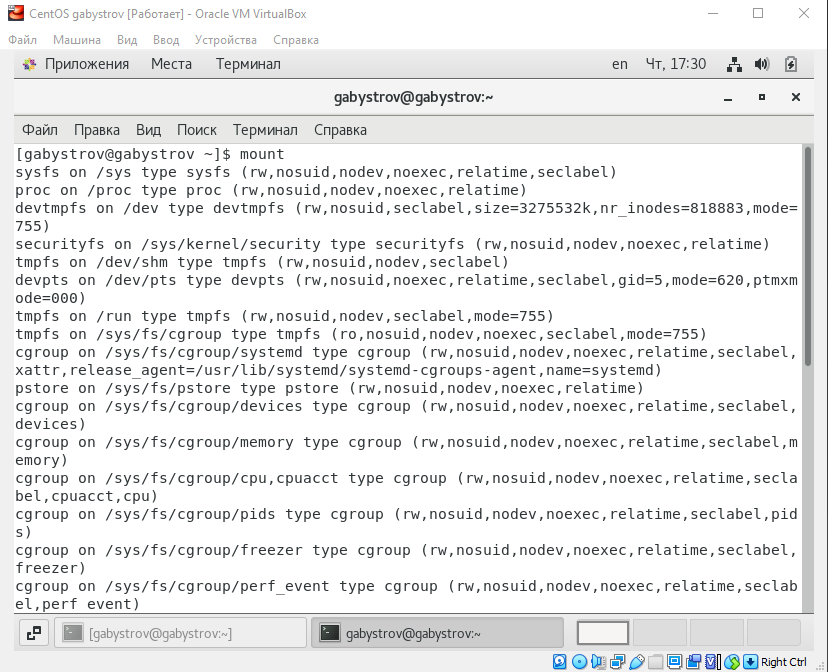 CentOS gabystrov [Работает] - Oracle VM VirtualBox
Файл Машина Вид Ввод Устройства Справка
Приложения Места Терминал en Чт, 17:30
gabystrov@gabystrov:~
Файл Правка Вид Поиск Терминал Справка
[gabystrov@gabystrov ~]$ mount
sysfs on /sys type sysfs (rw,nosuid,nodev,noexec,relatime,seclabel)
proc on /proc type proc (rw,nosuid,nodev,noexec,relatime)
devtmpfs on /dev type devtmpfs (rw,nosuid,seclabel,size=3275532k,nr_inodes=818883,mode=
755)
securityfs on /sys/kernel/security type securityfs (rw,nosuid,nodev,noexec,relatime)
tmpfs on /dev/shm type tmpfs (rw,nosuid,nodev,seclabel)
devpts on /dev/pts type devpts (rw,nosuid,noexec,relatime,seclabel,gid=5,mode=620,ptmxm
ode=000)
tmpfs on /run type tmpfs (rw,nosuid,nodev,seclabel,mode=755)
tmpfs on /sys/fs/cgroup type tmpfs (ro,nosuid,nodev,noexec,seclabel,mode=755)
cgroup on /sys/fs/cgroup/systemd type cgroup (rw,nosuid,nodev,noexec,relatime,seclabel,
xattr,release_agent=/usr/lib/systemd/systemd-cgroups-agent,name=systemd)
pstore on /sys/fs/pstore type pstore (rw,nosuid,nodev,noexec,relatime)
cgroup on /sys/fs/cgroup/devices type cgroup (rw,nosuid,nodev,noexec,relatime,seclabel,
devices)
cgroup on /sys/fs/cgroup/memory type cgroup (rw,nosuid,nodev,noexec,relatime,seclabel,m
emory)
cgroup on /sys/fs/cgroup/cpu,cpuacct type cgroup (rw,nosuid,nodev,noexec,relatime,secla
bel,cpuacct,cpu)
cgroup on /sys/fs/cgroup/pids type cgroup (rw,nosuid,nodev,noexec,relatime,seclabel,pid
s)
cgroup on /sys/fs/cgroup/freezer type cgroup (rw,nosuid,nodev,noexec,relatime,seclabel,
freezer)
cgroup on /sys/fs/cgroup/perf_event type cgroup (rw,nosuid,nodev,noexec,relatime,seclab
el,perf_event)
[gabystrov@gabystrov:~] gabystrov@gabystrov:~
Right Ctrl